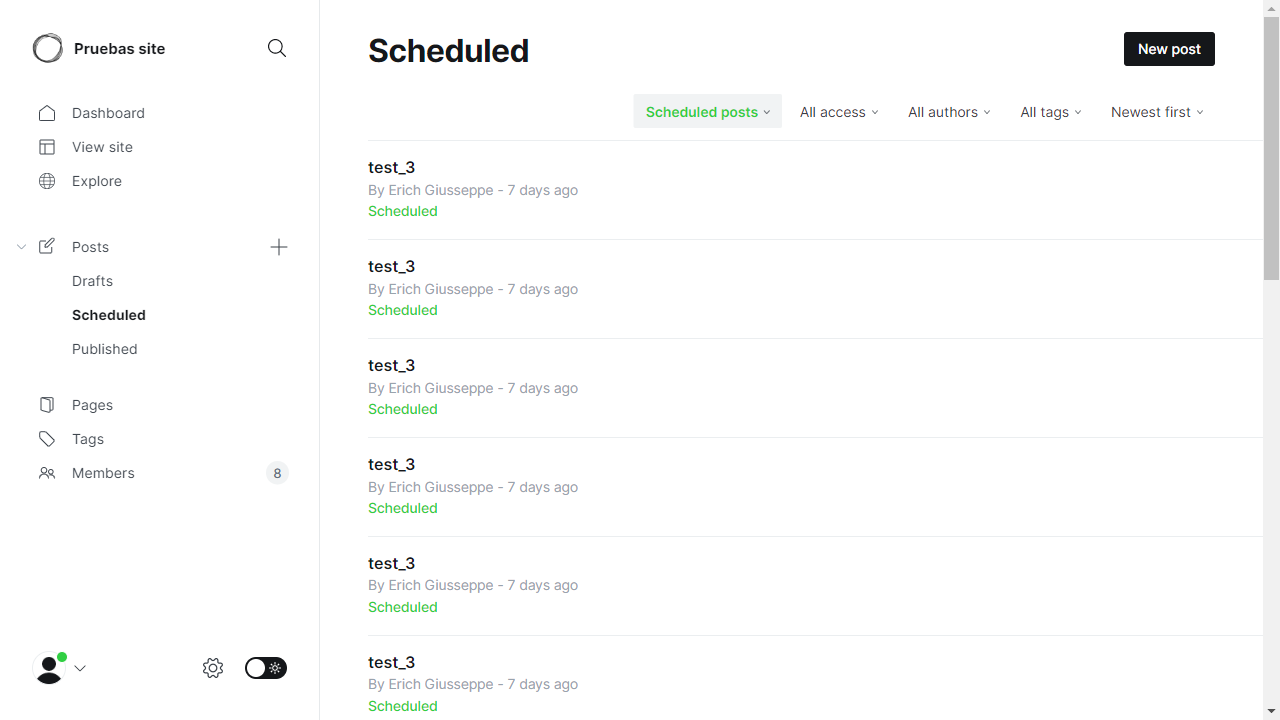 Pruebas site
Dashboard
View site
Explore
Posts
Drafts
Scheduled
Published
Pages
Tags
Members 8
Scheduled
New post
Scheduled posts All access All authors All tags Newest first
test_3
By Erich Giusseppe - 7 days ago
Scheduled
test_3
By Erich Giusseppe - 7 days ago
Scheduled
test_3
By Erich Giusseppe - 7 days ago
Scheduled
test_3
By Erich Giusseppe - 7 days ago
Scheduled
test_3
By Erich Giusseppe - 7 days ago
Scheduled
test_3
By Erich Giusseppe - 7 days ago
Scheduled